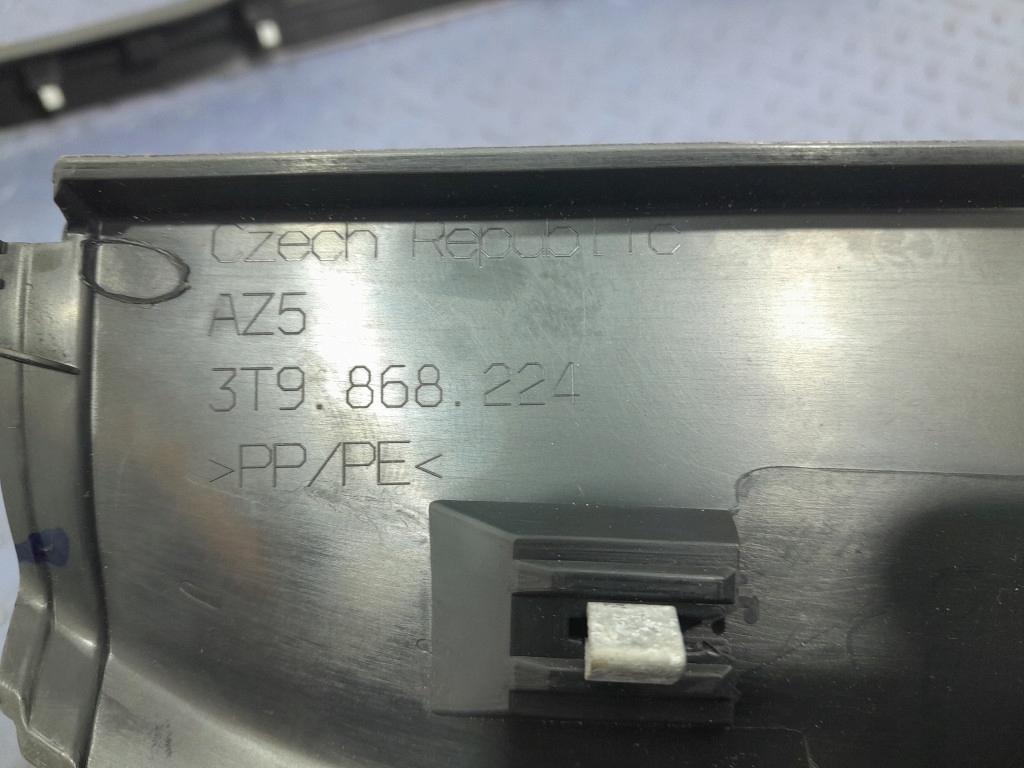 Czech Republic
AZ5
3T9.868.224
>PP/PE<